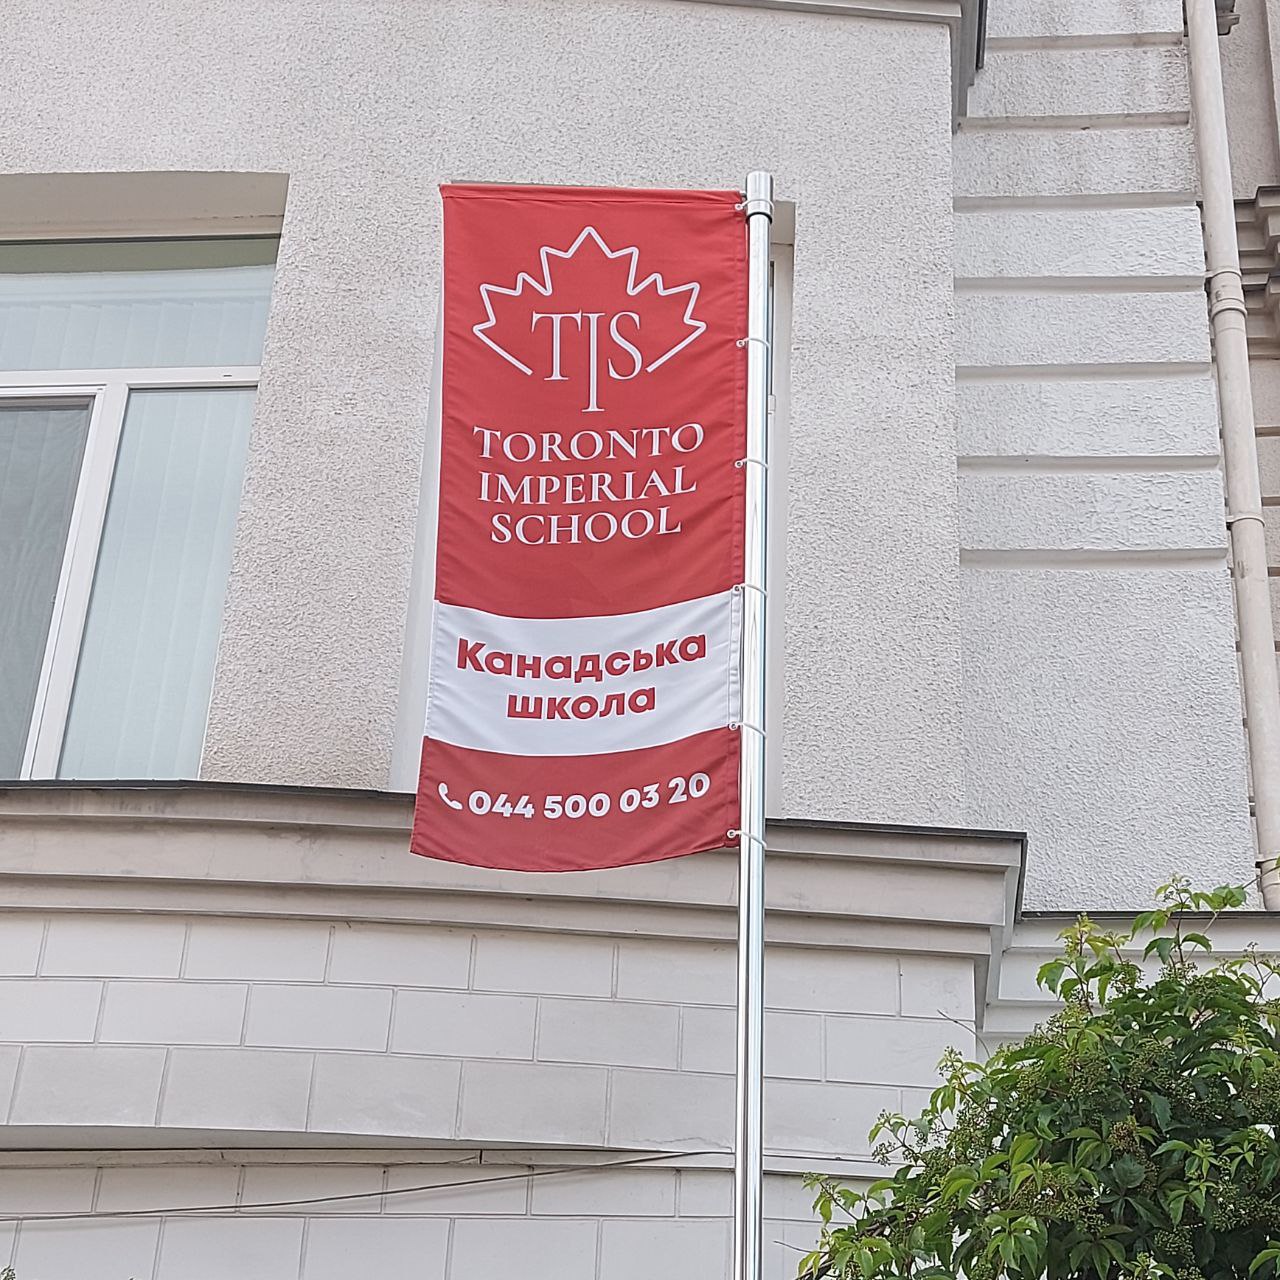 TIS
TORONTO
IMPERIAL
SCHOOL
Канадська
школа
044 500 03 20